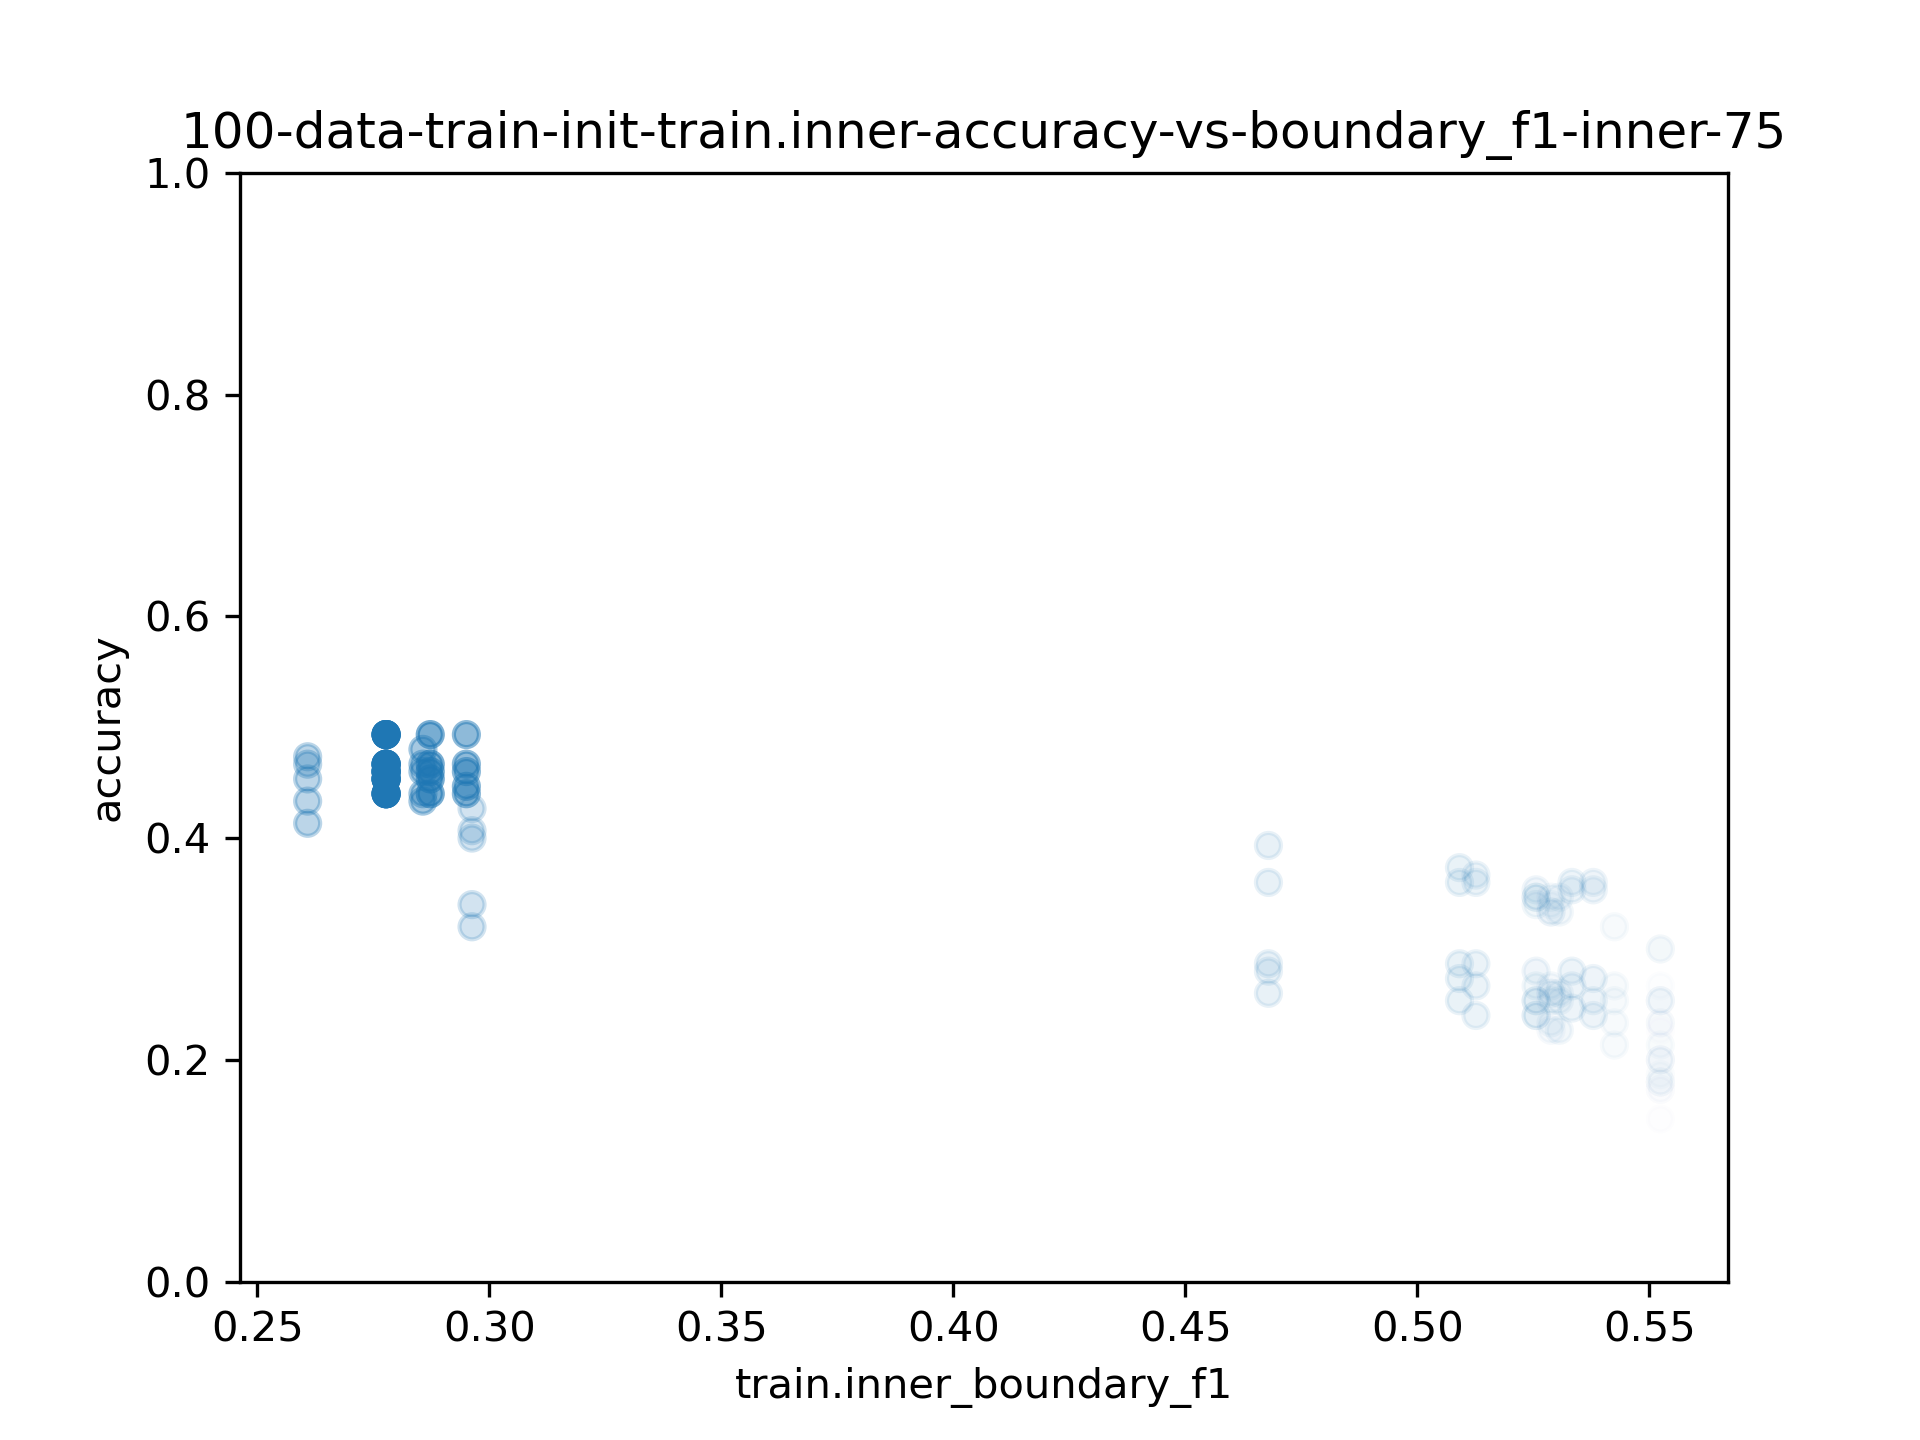 100-data-train-init-train.inner-accuracy-vs-boundary_f1-inner-75
1.0
0.8
0.6
0.4
0.2
0.0
accuracy
0.25 0.30 0.35 0.40 0.45 0.50 0.55
train.inner_boundary_f1